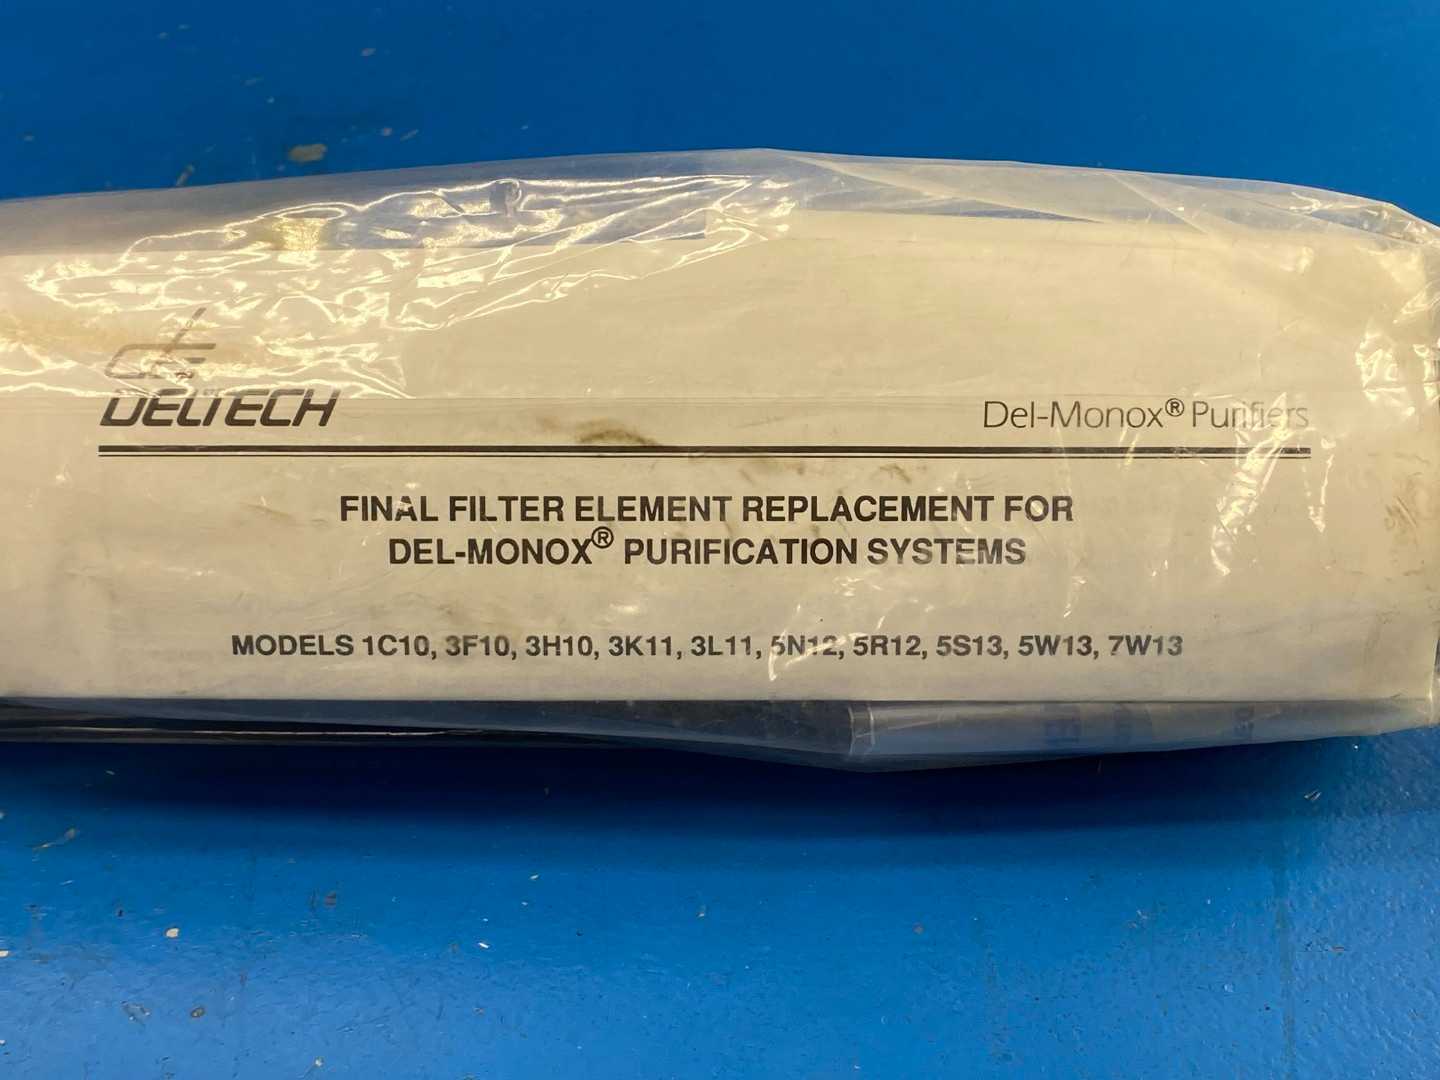 DELTECH
Del-Monox® Purifiers
FINAL FILTER ELEMENT REPLACEMENT FOR
DEL-MONOX® PURIFICATION SYSTEMS
MODELS 1C10, 3F10, 3H10, 3K11, 3L11, 5N12, 5R12, 5S13, 5W13, 7W13